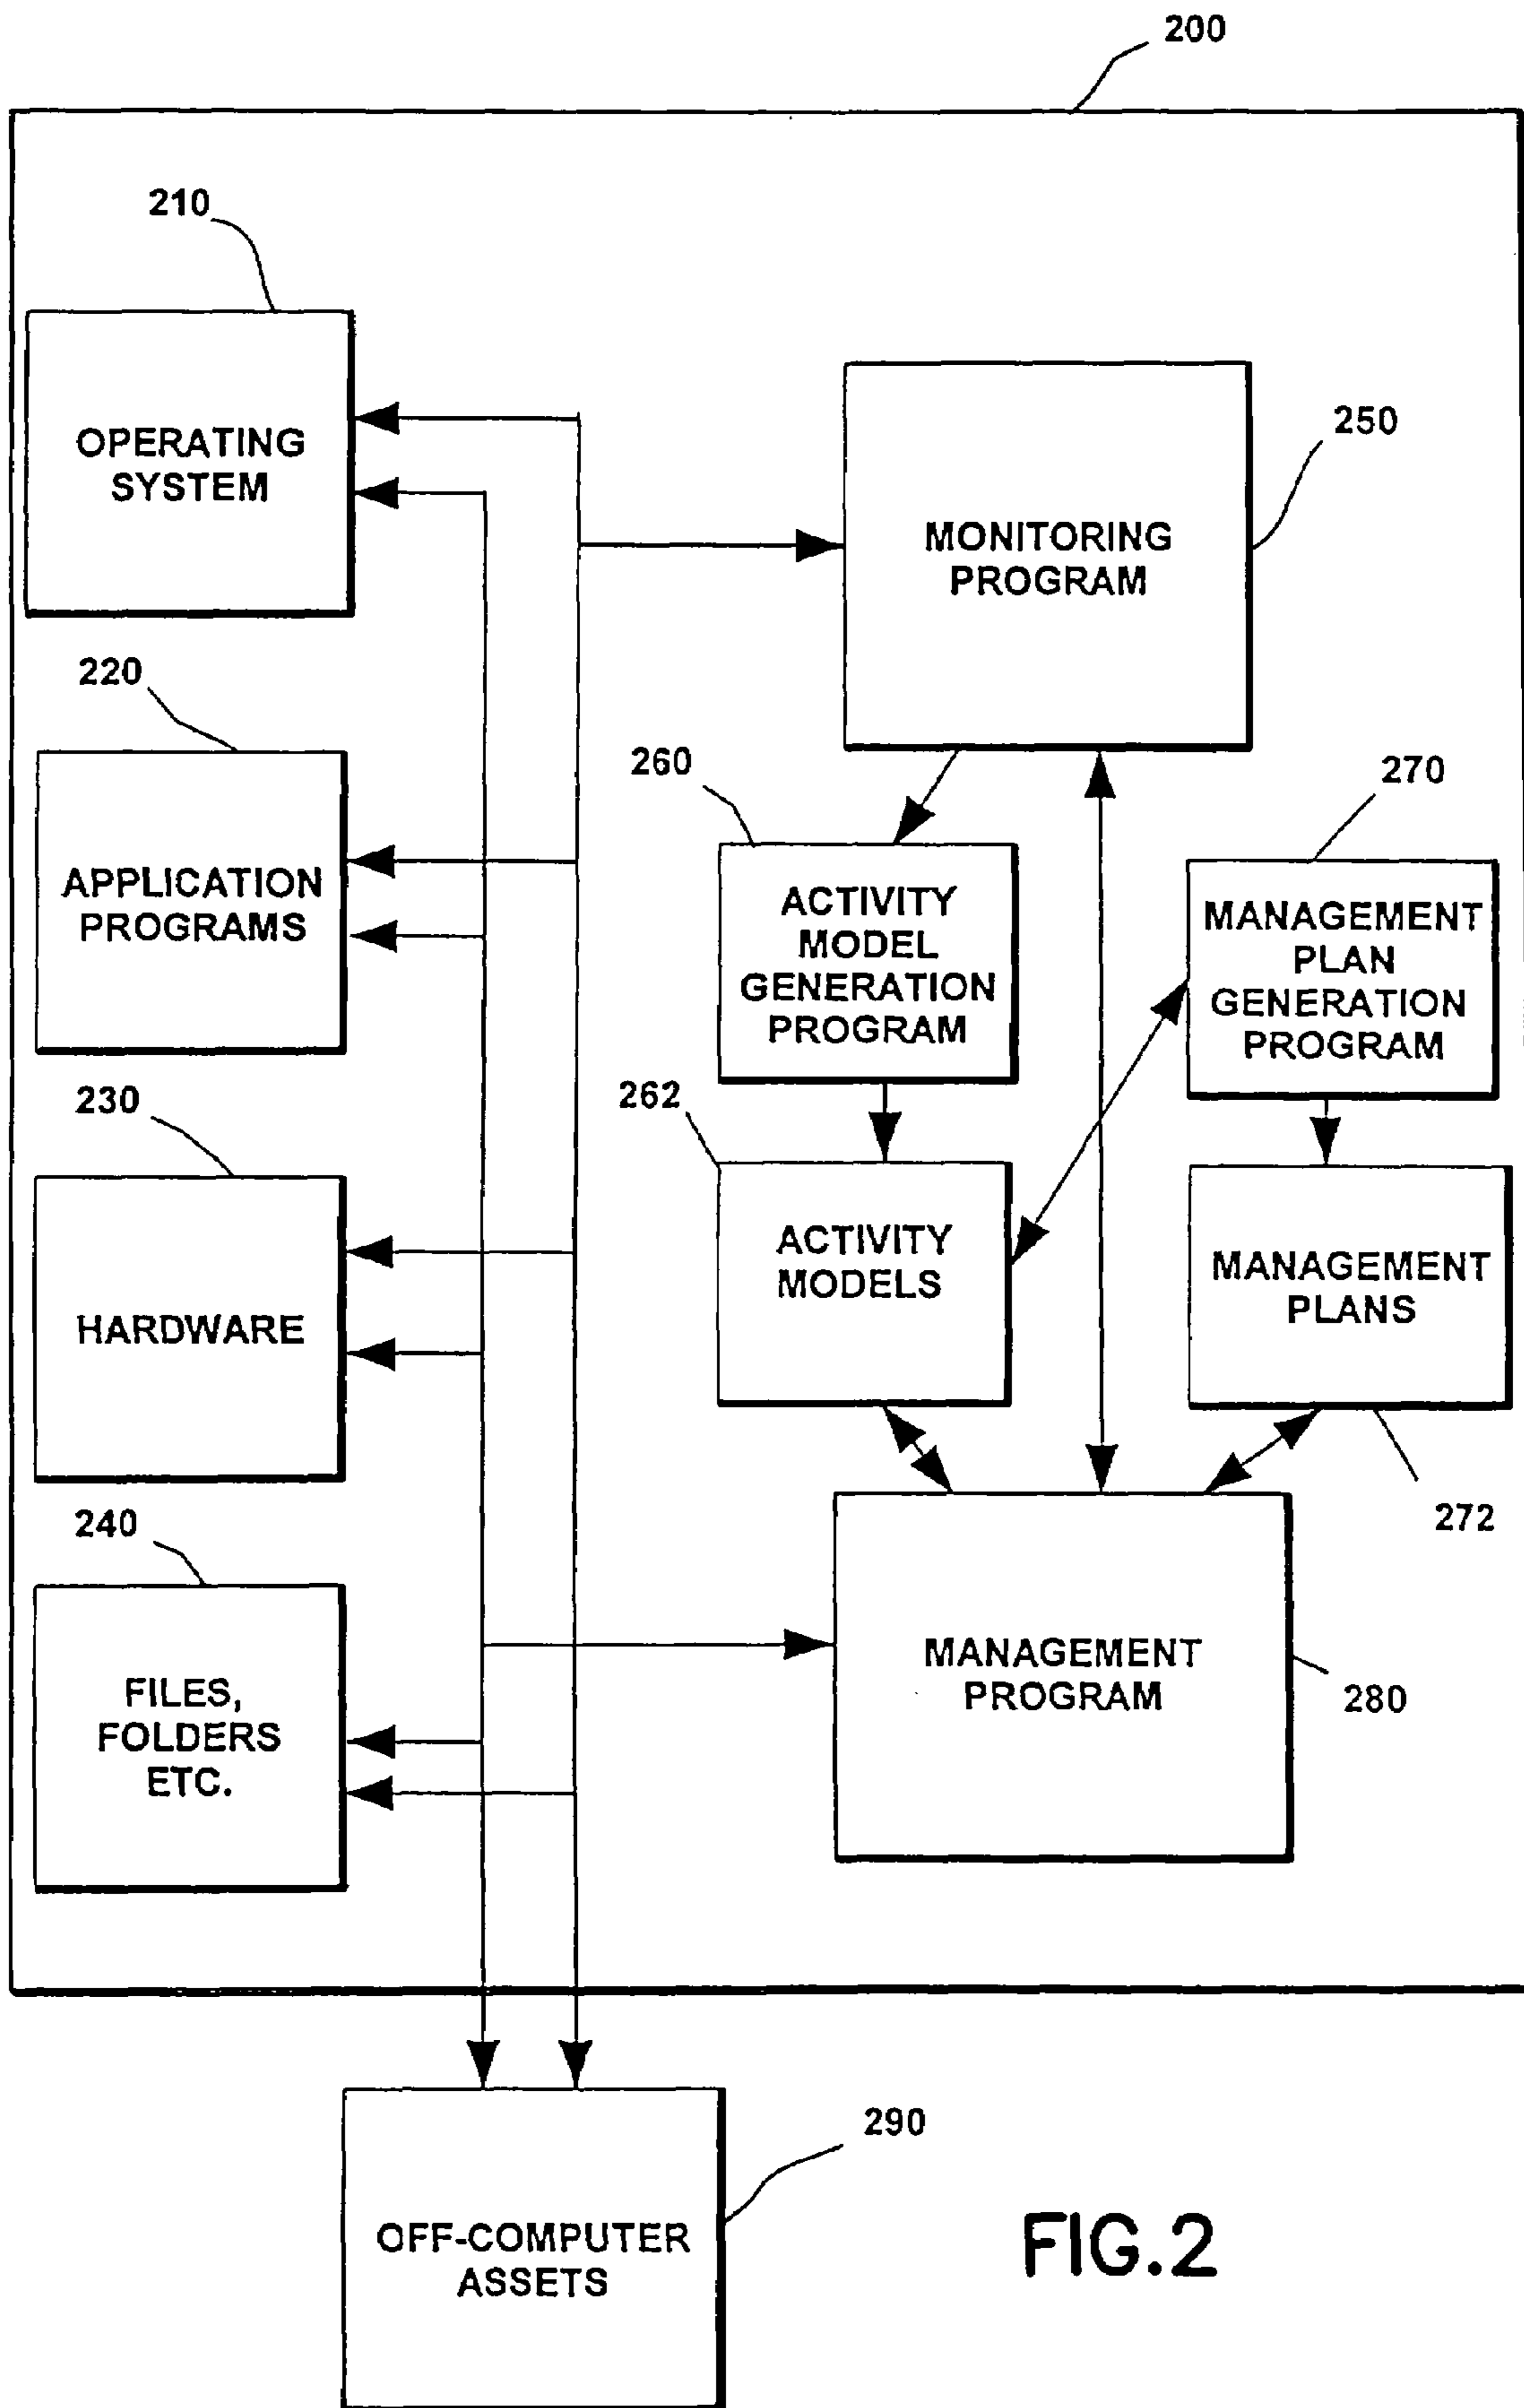 200
210
OPERATING
SYSTEM
250
MONITORING
PROGRAM
220
APPLICATION
PROGRAMS
260
ACTIVITY
MODEL
GENERATION
PROGRAM
270
MANAGEMENT
PLAN
GENERATION
PROGRAM
230
HARDWARE
262
ACTIVITY
MODELS
MANAGEMENT
PLANS
272
240
FILES,
FOLDERS
ETC.
MANAGEMENT
PROGRAM
280
290
OFF-COMPUTER
ASSETS
FIG.2